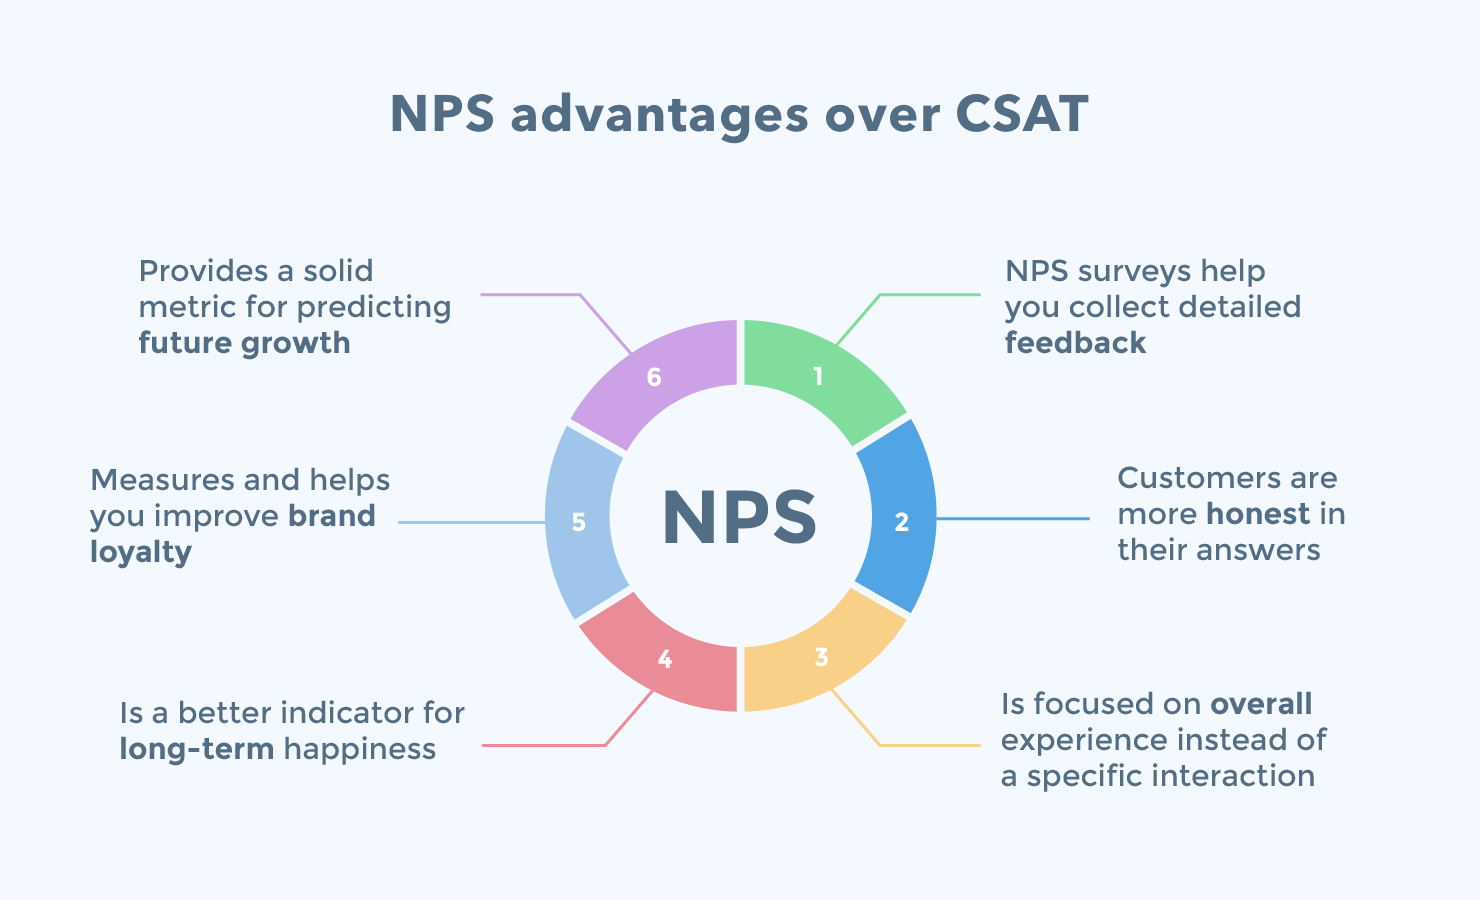 NPS advantages over CSAT
Provides a solid
metric for predicting
future growth
NPS surveys help
you collect detailed
feedback
6
1
Measures and helps
you improve brand
loyalty
5
NPS
2
Customers are
more honest in
their answers
4
3
Is a better indicator for
long-term happiness
Is focused on overall
experience instead of
a specific interaction